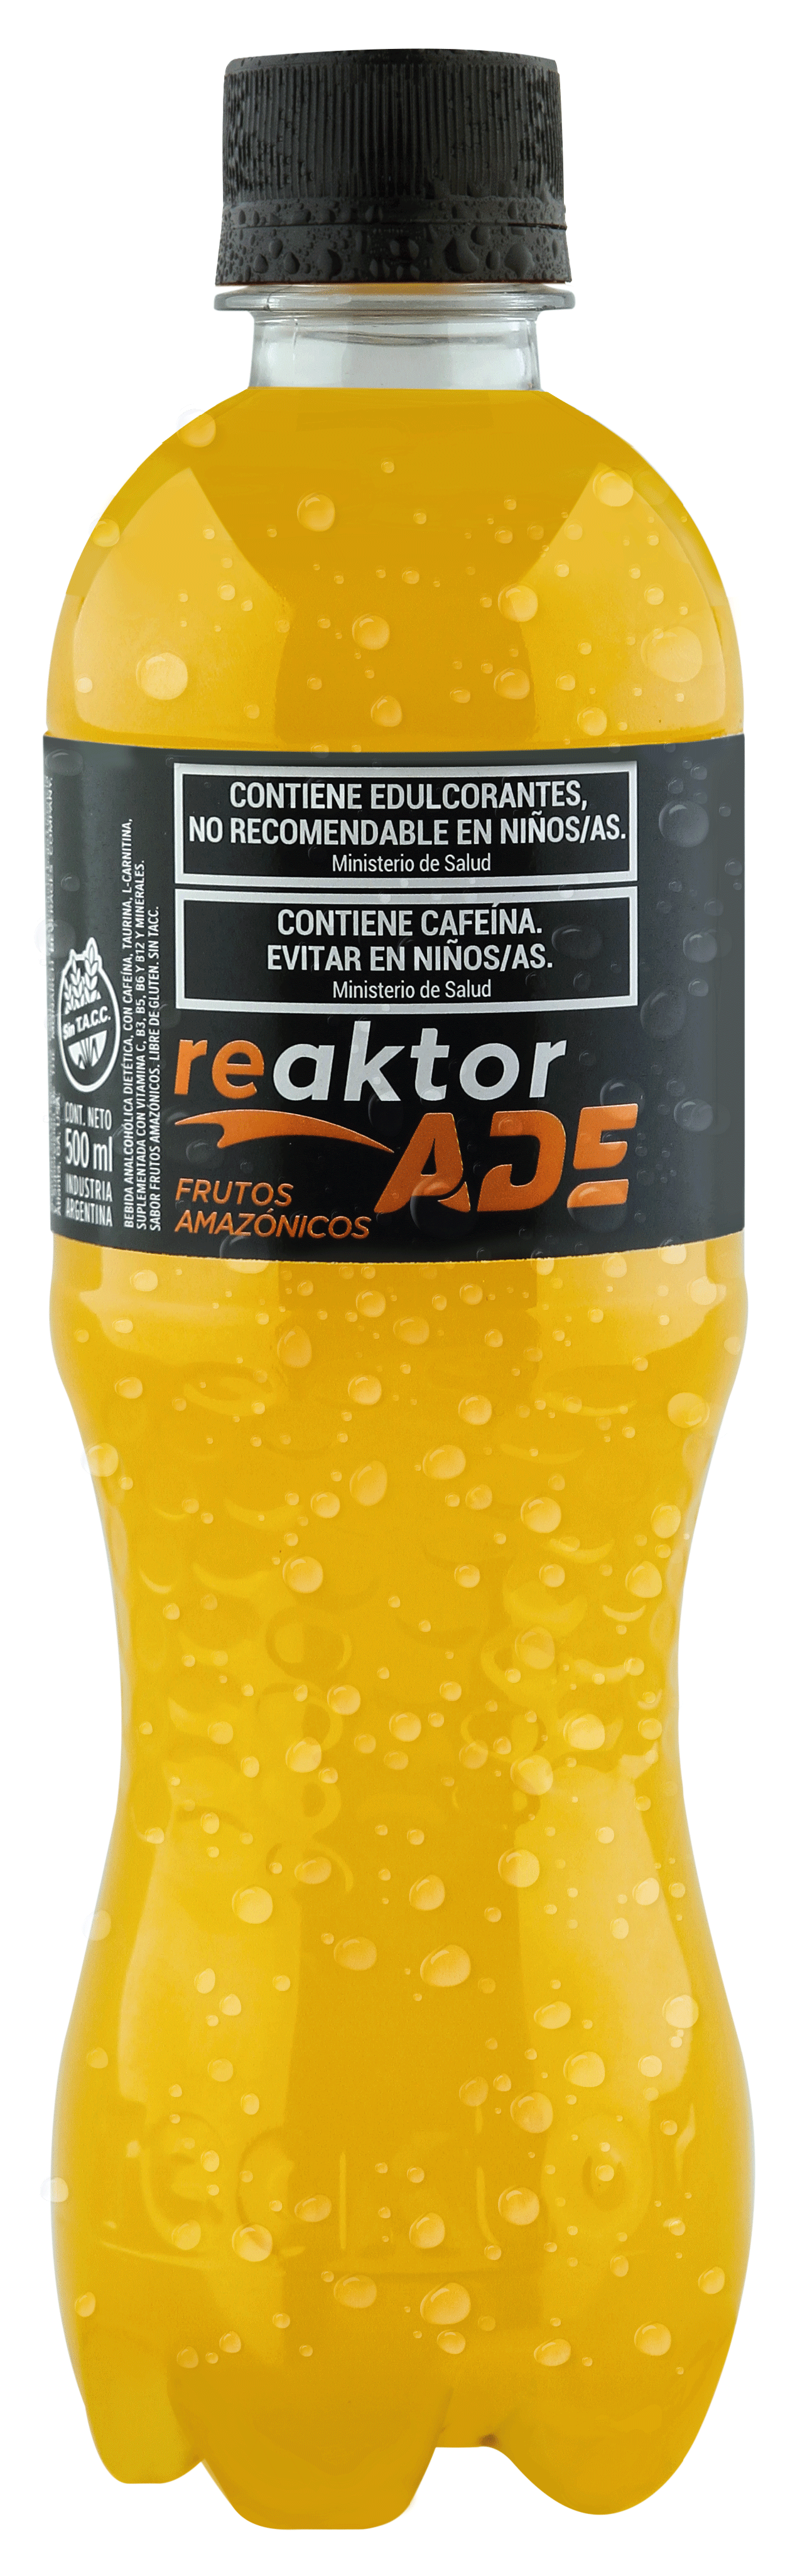 CONTIENE EDULCORANTES,
NO RECOMENDABLE EN NIÑOS/AS.
Ministerio de Salud
CONTIENE CAFEÍNA.
EVITAR EN NIÑOS/AS.
Ministerio de Salud
reaktor
ADE
FRUTOS
AMAZÓNICOS
Sin T.A.C.C.
CONT. NETO
500 ml
INDUSTRIA
ARGENTINA
BEBIDA ANALCOHÓLICA DIETÉTICA, CON CAFEÍNA, TAURINA, L-CARNITINA,
SUPLEMENTADA CON VITAMINA C, B3, B5, B6 Y B12 Y MINERALES.
SABOR FRUTOS AMAZÓNICOS. LIBRE DE GLUTEN. SIN TACC.